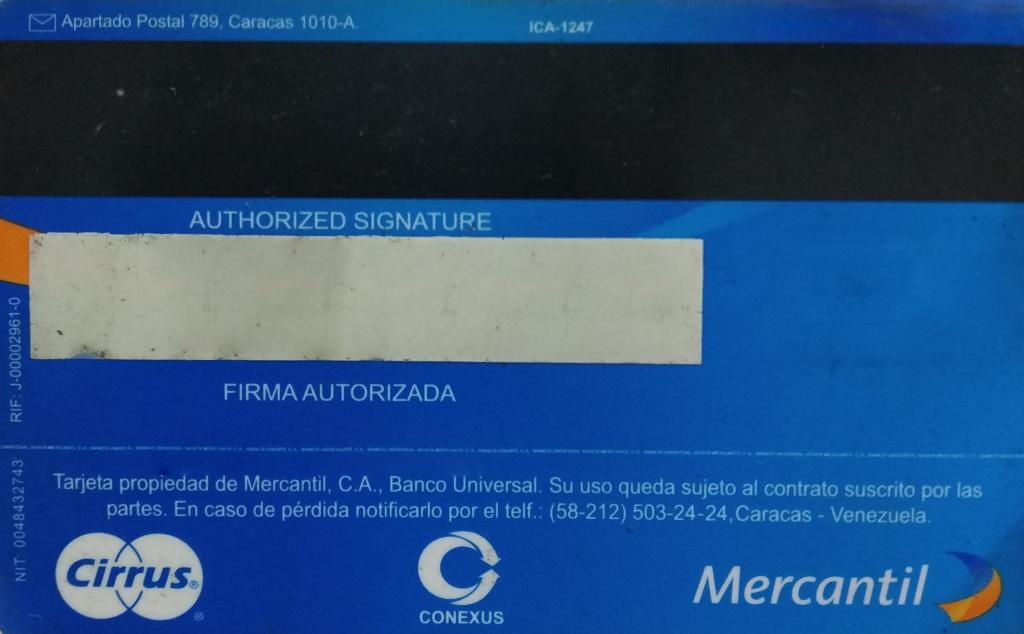 Apartado Postal 789, Caracas 1010-A.
ICA-1247
AUTHORIZED SIGNATURE
FIRMA AUTORIZADA
RIF: J-00002961-0
NIT: 0048432743
Tarjeta propiedad de Mercantil, C.A., Banco Universal. Su uso queda sujeto al contrato suscrito por las
partes. En caso de pérdida notificarlo por el telf.: (58-212) 503-24-24, Caracas - Venezuela.
Cirrus®
®
CONEXUS
Mercantil